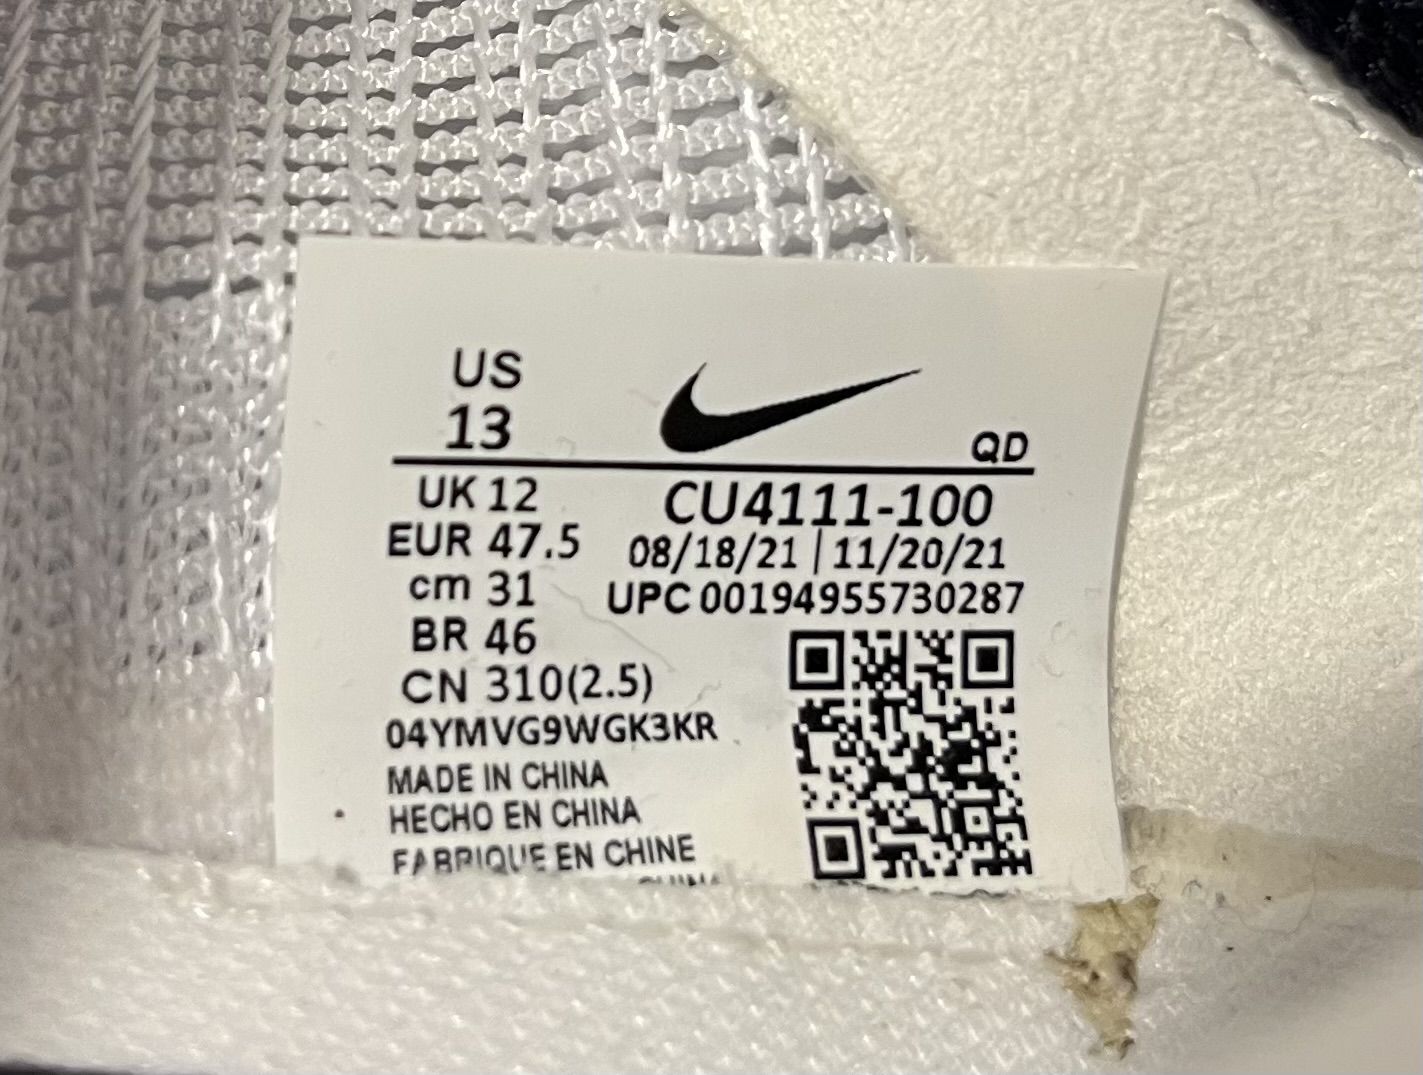 US
13
QD
UK 12
EUR 47.5
cm 31
BR 46
CN 310(2.5)
CU4111-100
08/18/21 | 11/20/21
UPC 00194955730287
04YMVG9WGK3KR
MADE IN CHINA
HECHO EN CHINA
FABRIQUE EN CHINE